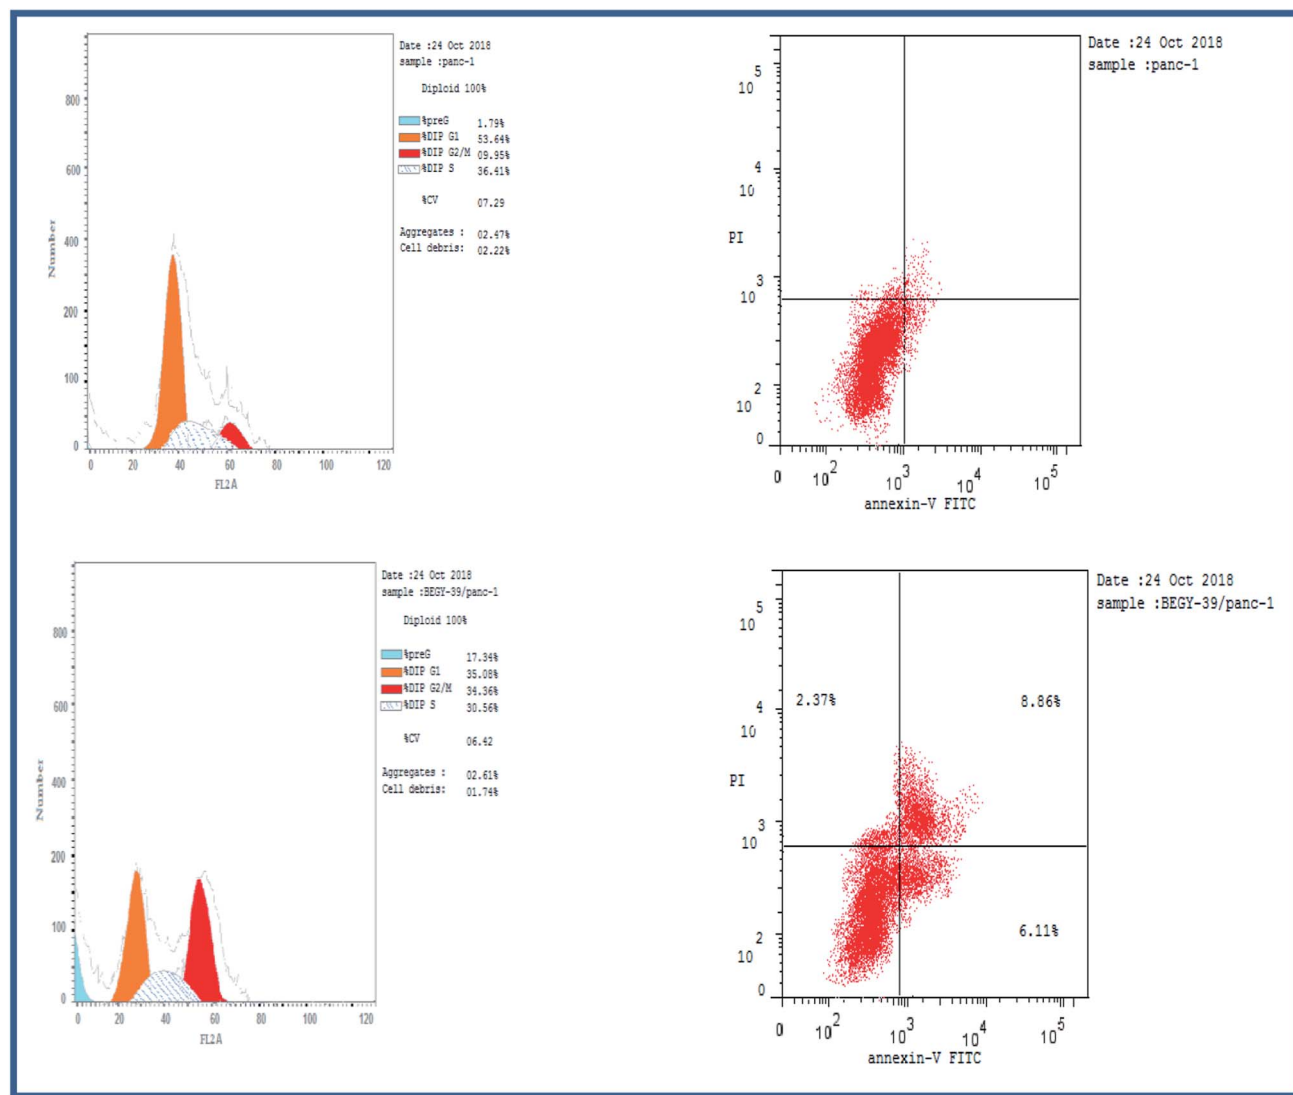 Date :24 Oct 2018
sample :panc-1
Diploid 100%
%preG 1.79%
%DIP G1 53.64%
%DIP G2/M 09.95%
%DIP S 36.41%
%CV 07.29
Aggregates : 02.47%
Cell debris: 02.22%
Number
800
600
400
200
100
0
0 20 40 60 80 100 120
FL2A
Date :24 Oct 2018
sample :panc-1
PI
10^5
10^4
10^3
10^2
0
0 10^2 10^3 10^4 10^5
annexin-V FITC
Date :24 Oct 2018
sample :BEGY-39/panc-1
Diploid 100%
%preG 17.34%
%DIP G1 35.08%
%DIP G2/M 34.36%
%DIP S 30.56%
%CV 06.42
Aggregates : 02.61%
Cell debris: 01.74%
Number
800
600
400
200
100
0
0 20 40 60 80 100 120
FL2A
Date :24 Oct 2018
sample :BEGY-39/panc-1
PI
10^5
10^4
10^3
10^2
0
2.37% 8.86%
6.11%
0 10^2 10^3 10^4 10^5
annexin-V FITC